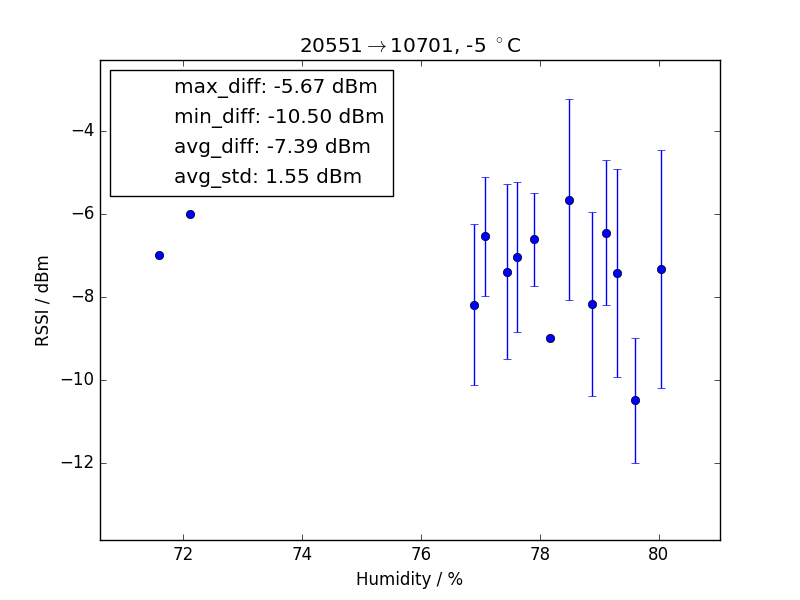 20551→10701, -5 °C
max_diff: -5.67 dBm
min_diff: -10.50 dBm
avg_diff: -7.39 dBm
avg_std: 1.55 dBm
RSSI / dBm
−4
−6
−8
−10
−12
72 74 76 78 80
Humidity / %